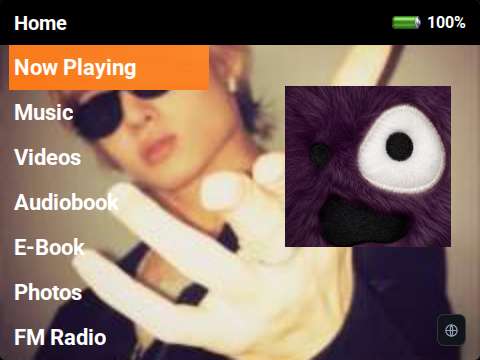 Home
100%
Now Playing
Music
Videos
Audiobook
E-Book
Photos
FM Radio